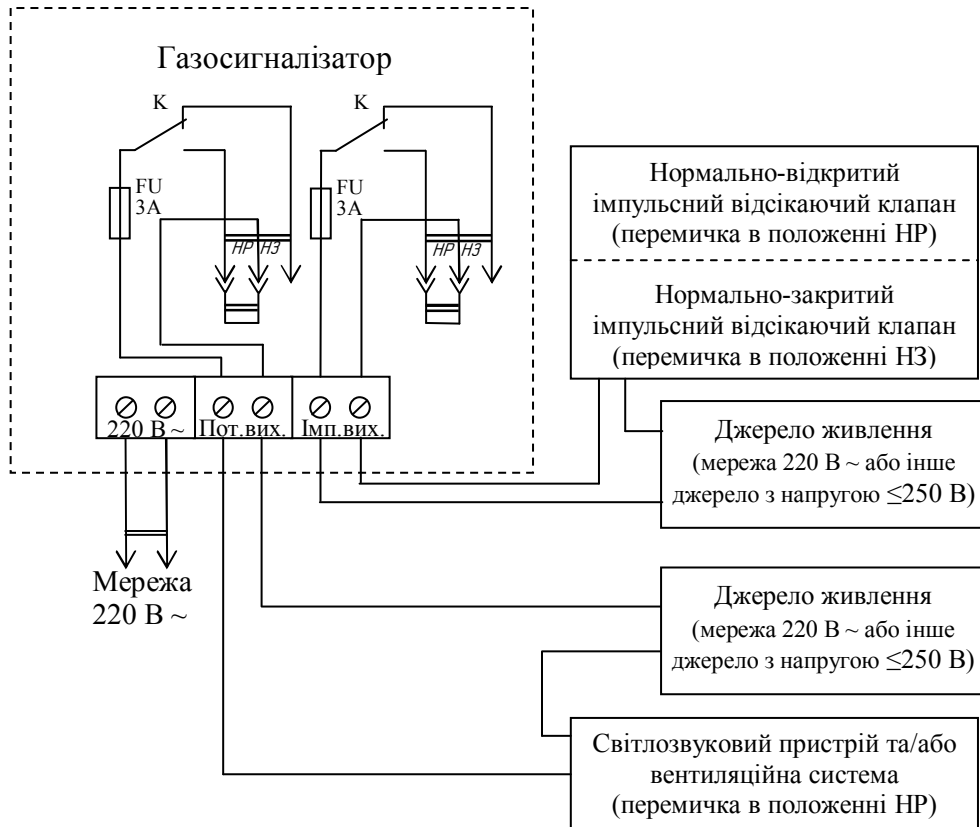 Газосигналізатор
K
K
FU
3А
FU
3А
НР НЗ
НР НЗ
220 В ~
Пот.вих.
Імп.вих.
Мережа
220 В ~
Нормально-відкритий
імпульсний відсікаючий клапан
(перемичка в положенні НР)
Нормально-закритий
імпульсний відсікаючий клапан
(перемичка в положенні НЗ)
Джерело живлення
(мережа 220 В ~ або інше
джерело з напругою ≤250 В)
Джерело живлення
(мережа 220 В ~ або інше
джерело з напругою ≤250 В)
Світлозвуковий пристрій та/або
вентиляційна система
(перемичка в положенні НР)